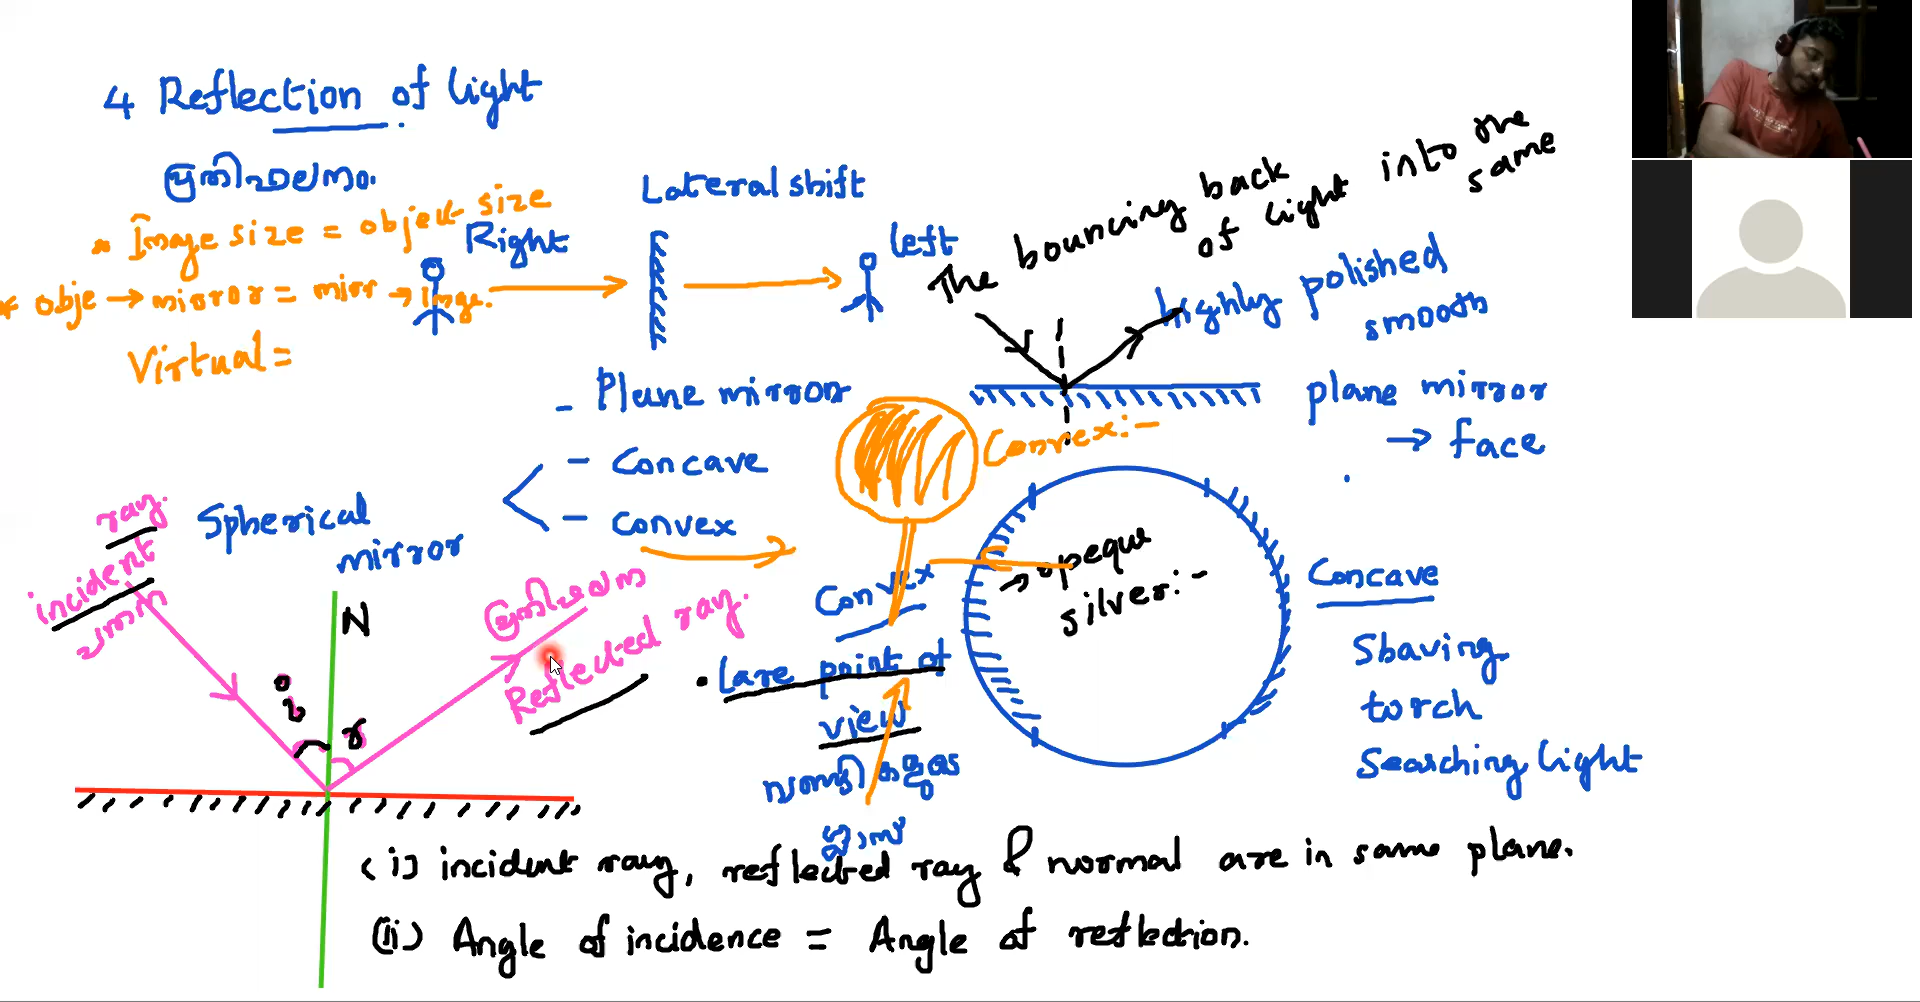 4 Reflection of light
പ്രതിഫലനം.
* Image size = object size
* obje → mirror = mirr → image.
Virtual =
Right
Lateral shift
left
The bouncing back
of light into the
same
highly polished
smooth
plane mirror
→ face
- Plane mirror
- Concave
- Convex
Spherical
mirror
Convex:-
→ opeque
silver:-
Convex
. Lare point of
view
Concave
Shaving
torch
Searching light
incident
ray.
N
i
r
Reflected ray.
(i) incident ray, reflected ray & normal are in same plane.
(ii) Angle of incidence = Angle of reflection.